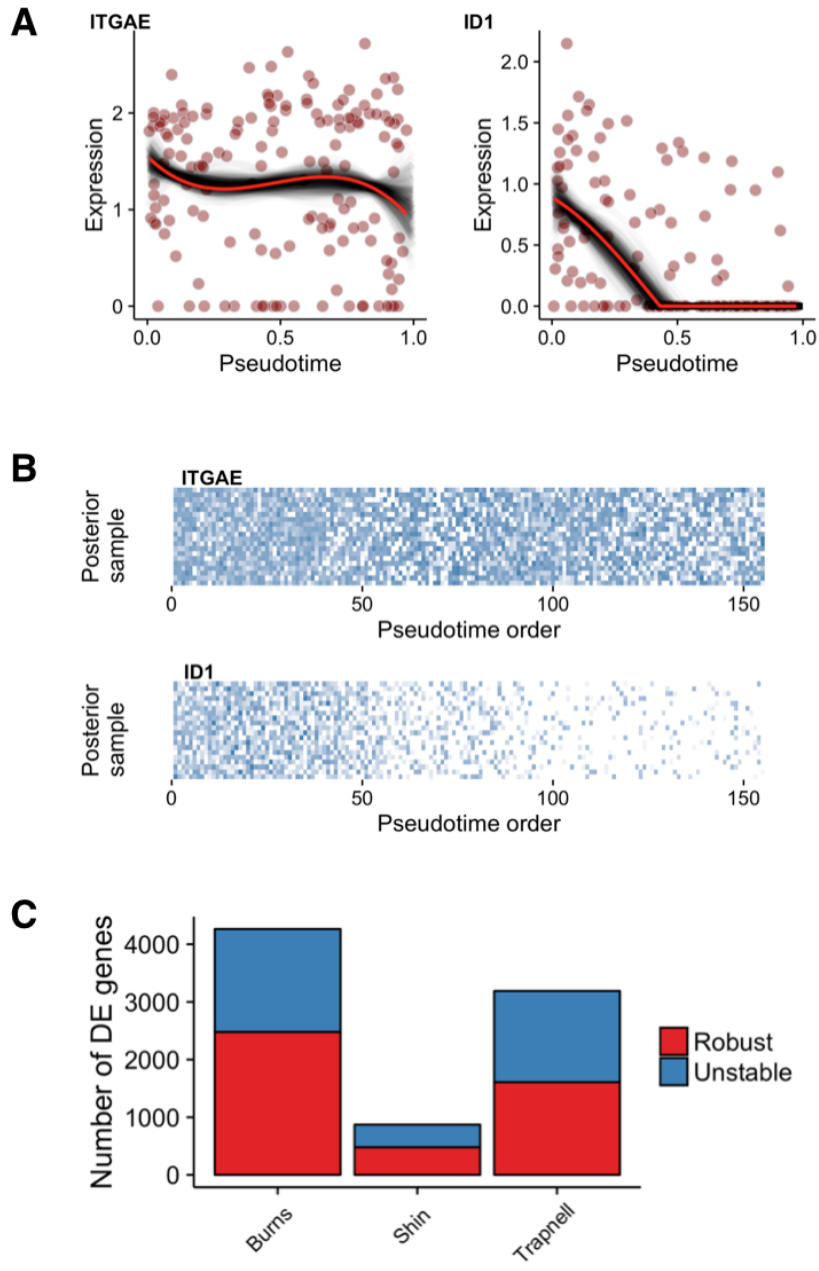 A
ITGAE
ID1
Expression
2
1
0
0.0
0.5
1.0
Pseudotime
Expression
2.0
1.5
1.0
0.5
0.0
0.0
0.5
1.0
Pseudotime
B
ITGAE
Posterior
sample
0
50
100
150
Pseudotime order
ID1
Posterior
sample
0
50
100
150
Pseudotime order
C
Number of DE genes
4000
3000
2000
1000
0
Burns
Shin
Trapnell
Robust
Unstable